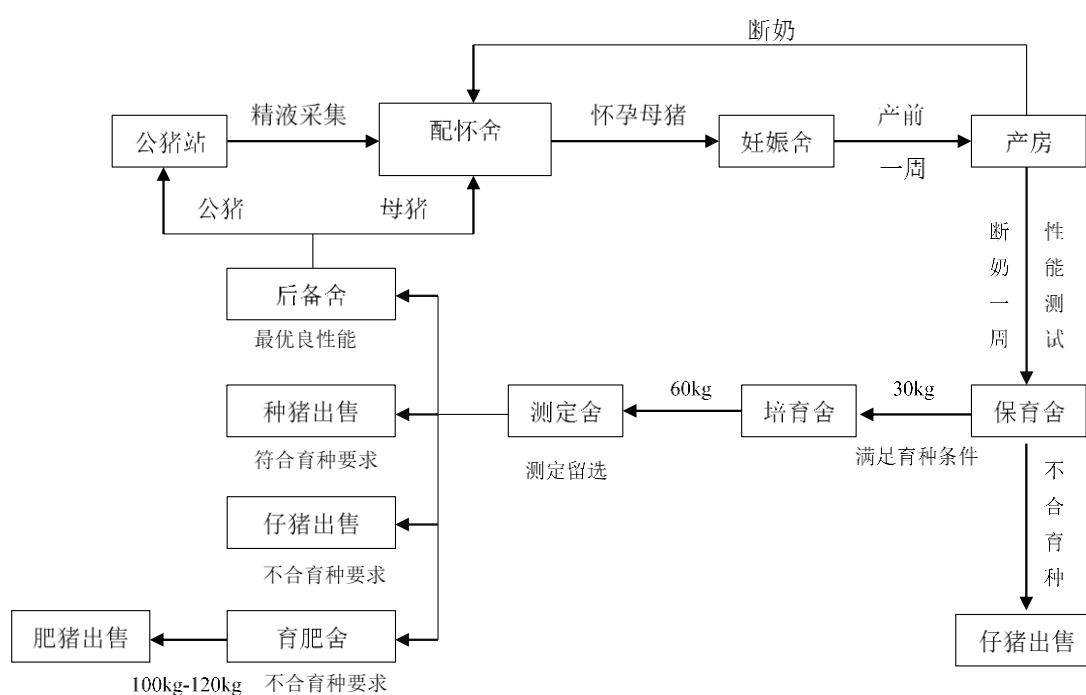 断奶
公猪站
精液采集
配怀舍
怀孕母猪
妊娠舍
产前
一周
产房
公猪
母猪
断奶一周
性能测试
后备舍
最优良性能
种猪出售
符合育种要求
测定舍
测定留选
60kg
培育舍
30kg
满足育种条件
保育舍
不合育种
仔猪出售
不合育种要求
仔猪出售
肥猪出售
100kg-120kg
育肥舍
不合育种要求